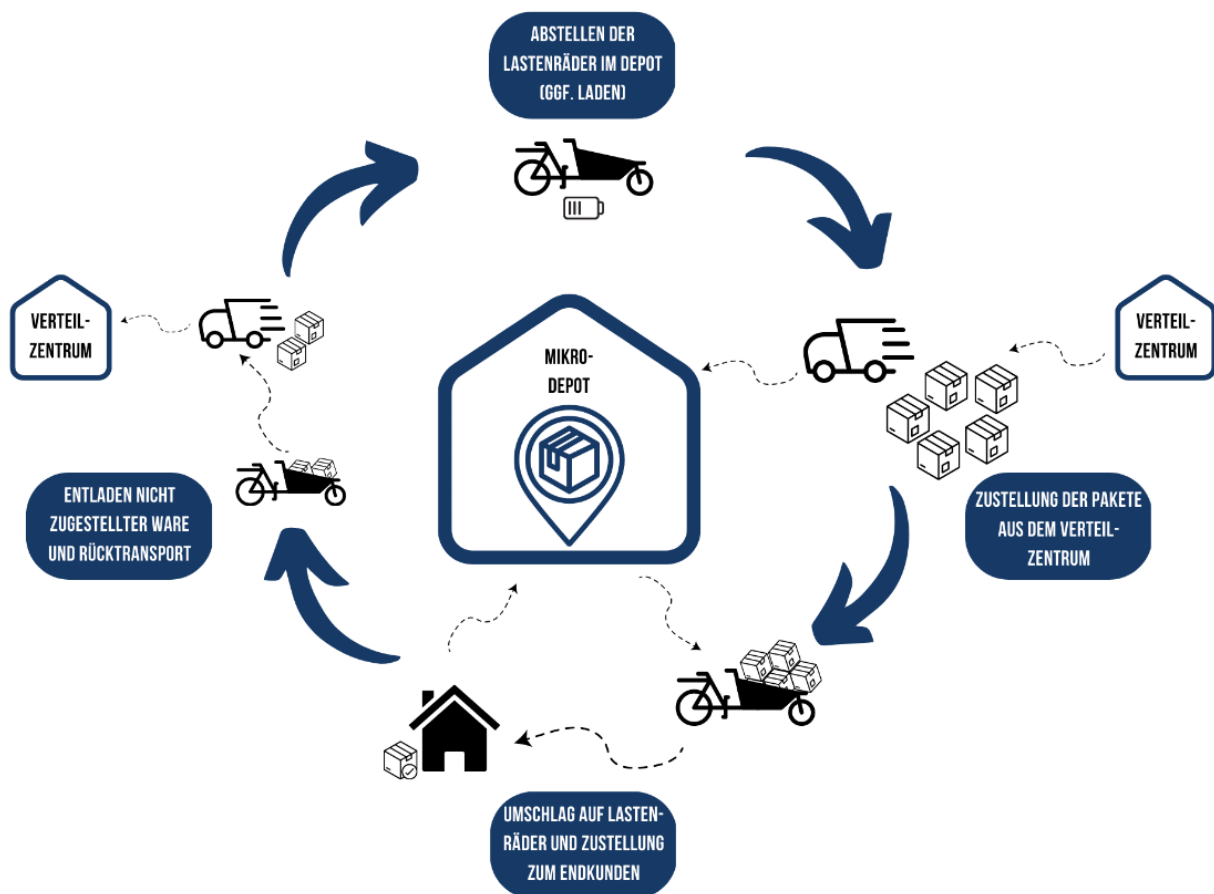 ABSTELLEN DER
LASTENRÄDER IM DEPOT
(GGF. LADEN)
VERTEIL-
ZENTRUM
MIKRO-
DEPOT
VERTEIL-
ZENTRUM
ENTLADEN NICHT
ZUGESTELLTER WARE
UND RÜCKTRANSPORT
ZUSTELLUNG DER PAKETE
AUS DEM VERTEIL-
ZENTRUM
UMSCHLAG AUF LASTEN-
RÄDER UND ZUSTELLUNG
ZUM ENDKUNDEN